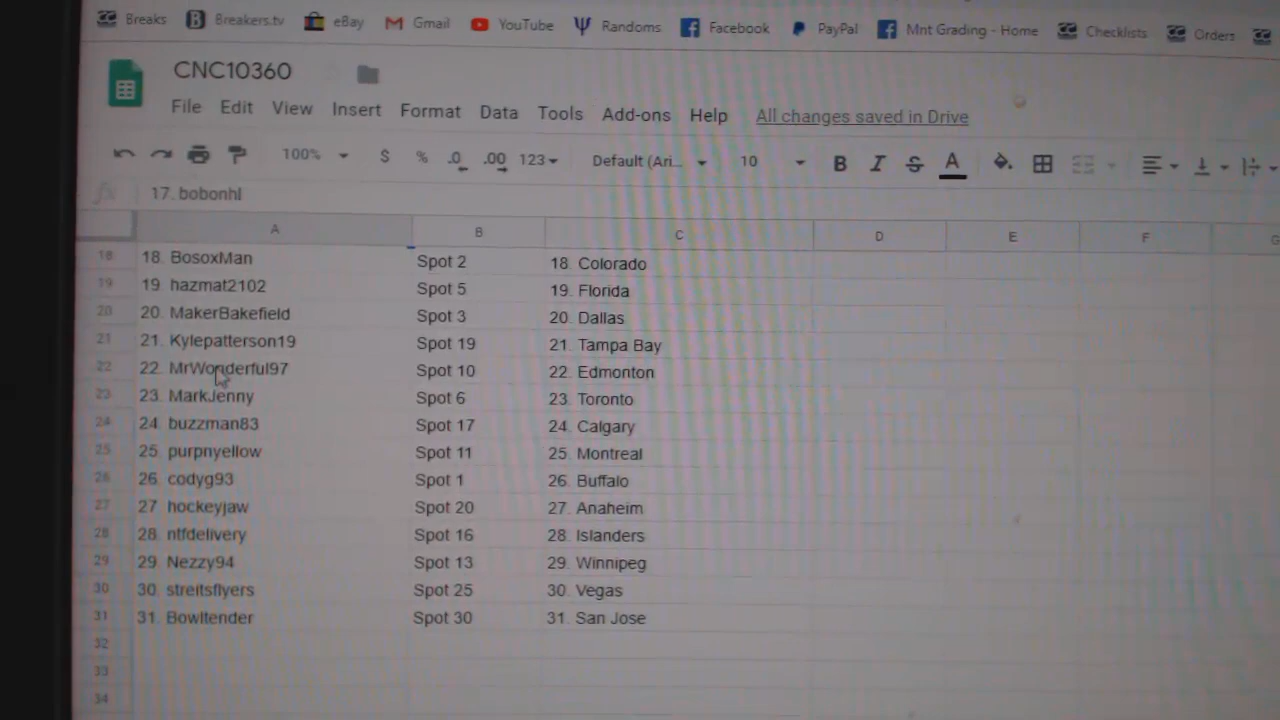 Breaks Breakers.tv eBay Gmail YouTube Randoms Facebook PayPal Mnt Grading - Home Checklists Orders
CNC10360
File Edit View Insert Format Data Tools Add-ons Help All changes saved in Drive
100% $ % .0 .00 123 Default (Ari... 10 B I S A
fx 17. bobonhl
A B C D E F G
18 18. BosoxMan Spot 2 18. Colorado
19 19. hazmat2102 Spot 5 19. Florida
20 20. MakerBakefield Spot 3 20. Dallas
21 21. Kylepatterson19 Spot 19 21. Tampa Bay
22 22. MrWonderful97 Spot 10 22. Edmonton
23 23. MarkJenny Spot 6 23. Toronto
24 24. buzzman83 Spot 17 24. Calgary
25 25. purpnyellow Spot 11 25. Montreal
26 26. codyg93 Spot 1 26. Buffalo
27 27. hockeyjaw Spot 20 27. Anaheim
28 28. ntfdelivery Spot 16 28. Islanders
29 29. Nezzy94 Spot 13 29. Winnipeg
30 30. streitsflyers Spot 25 30. Vegas
31 31. Bowltender Spot 30 31. San Jose
32
33
34